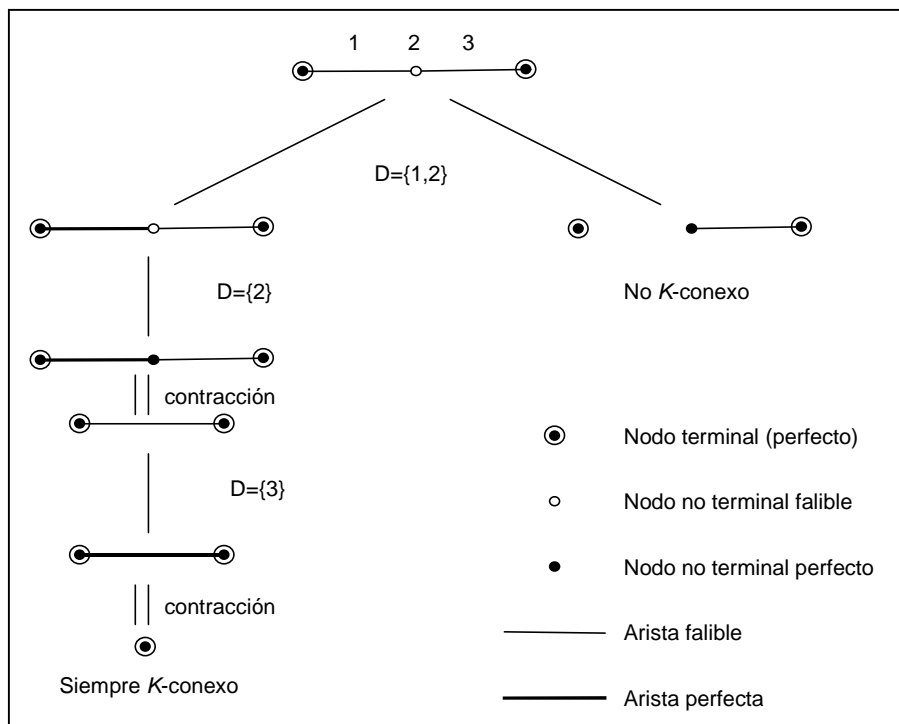 1 2 3
D={1,2}
D={2}
No K-conexo
contracción
Nodo terminal (perfecto)
D={3}
Nodo no terminal falible
Nodo no terminal perfecto
contracción
Arista falible
Siempre K-conexo
Arista perfecta